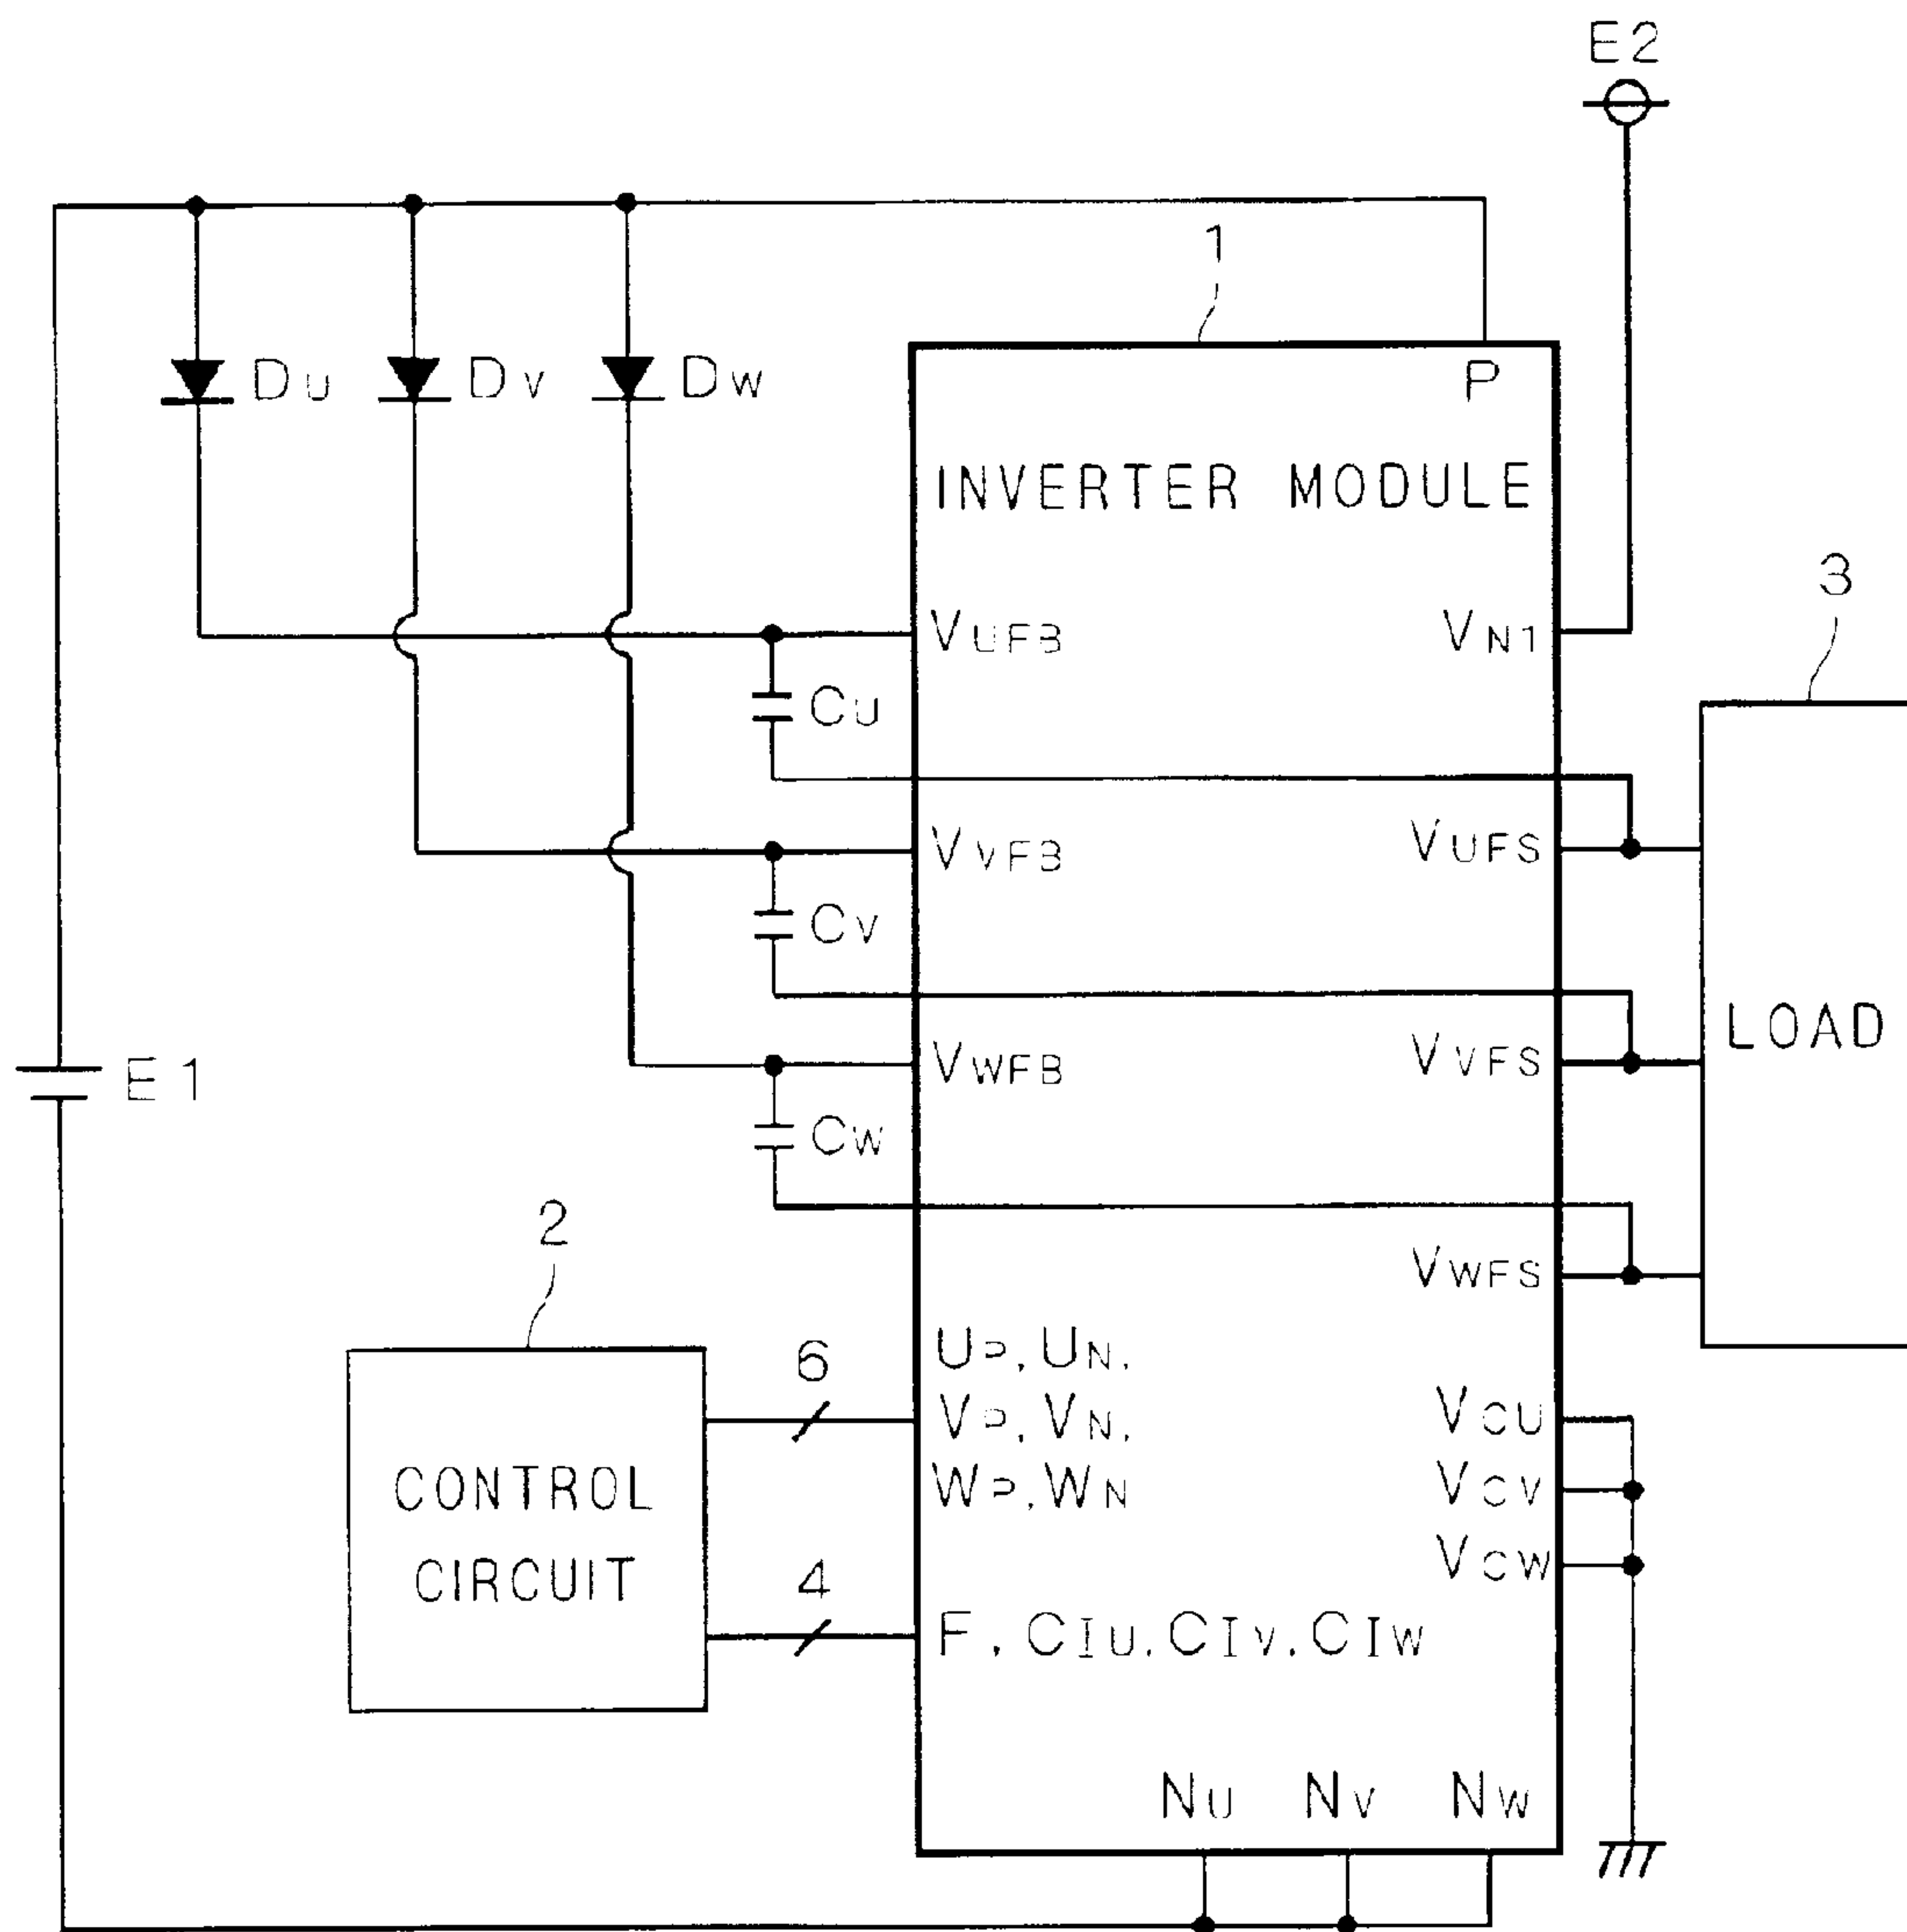 E2
1
DU
DV
DW
P
INVERTER MODULE
VUFB
VN1
3
CU
VVFB
VUFS
CV
LOAD
E1
VWFB
VVFS
CW
2
VWFS
6
UP, UN,
VP, VN,
WP, WN
VCU
VCV
VCW
CONTROL
CIRCUIT
4
F, CIU, CIV, CIW
NU
NV
NW